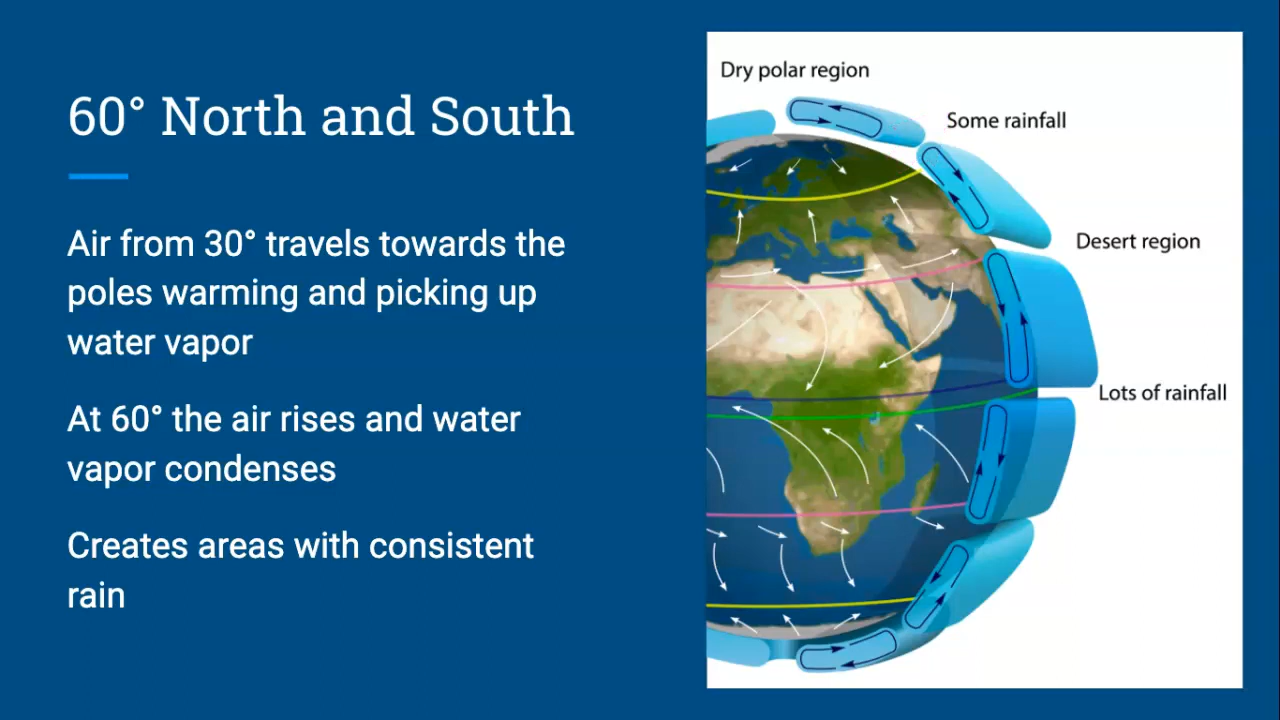 60° North and South
Air from 30° travels towards the
poles warming and picking up
water vapor
At 60° the air rises and water
vapor condenses
Creates areas with consistent
rain
Dry polar region
Some rainfall
Desert region
Lots of rainfall